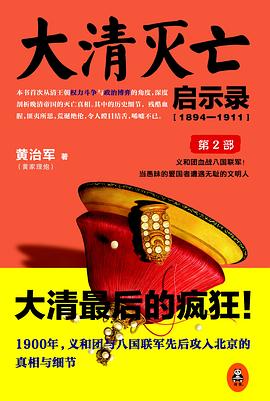 大清灭亡
启示录
[1894—1911]
本书首次从清王朝权力斗争与政治博弈的角度,深度
剖析晚清帝国的灭亡真相,其中的历史细节,残酷血
腥,匪夷所思,荒诞绝伦,令人瞠目结舌,唏嘘不已。
黄治军 著
(黄家理炮)
第2部
义和团血战八国联军!
当愚昧的爱国者遭遇无耻的文明人
大清最后的疯狂!
1900年,义和团与八国联军先后攻入北京的
真相与细节